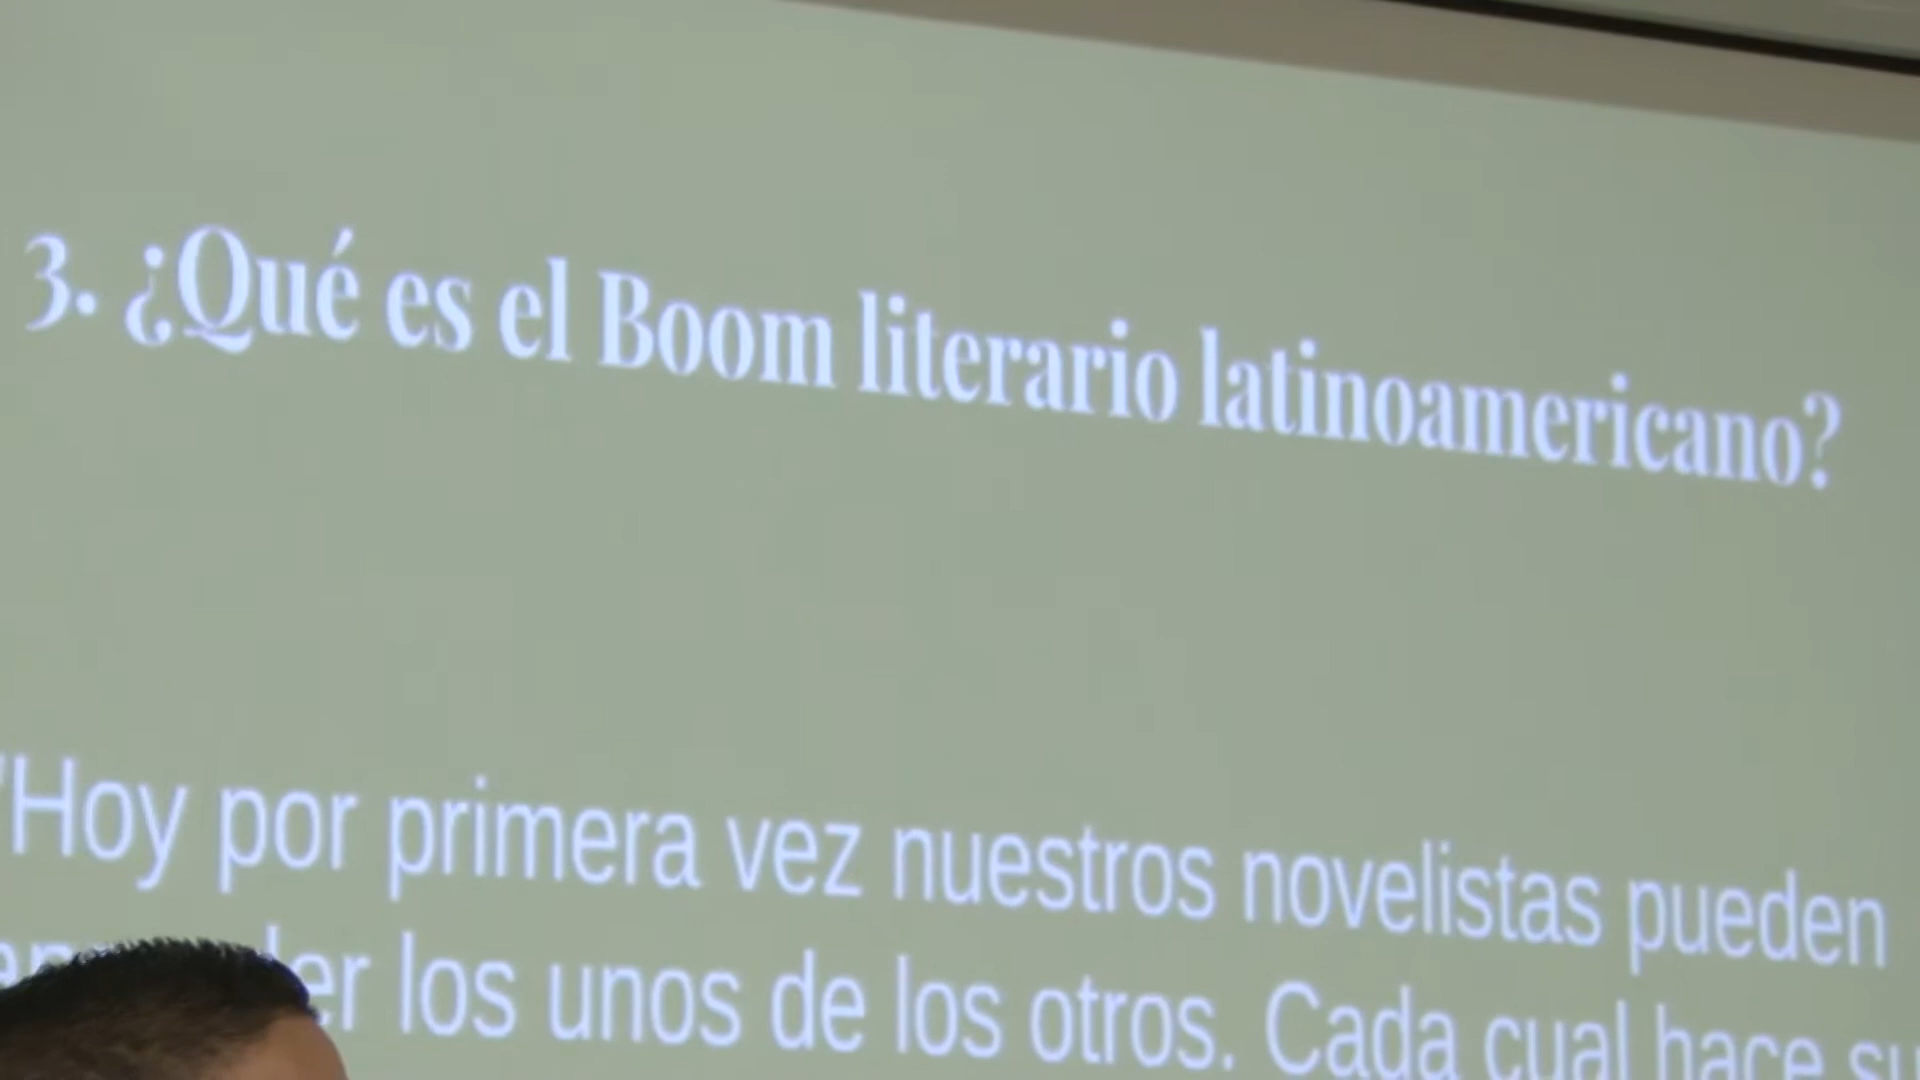 3. ¿Qué es el Boom literario latinoamericano?
"Hoy por primera vez nuestros novelistas pueden
los unos de los otros. Cada cual hace